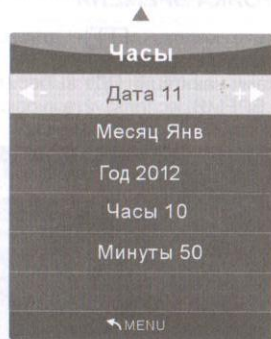 Часы
Дата 11
Месяц Янв
Год 2012
Часы 10
Минуты 50
MENU